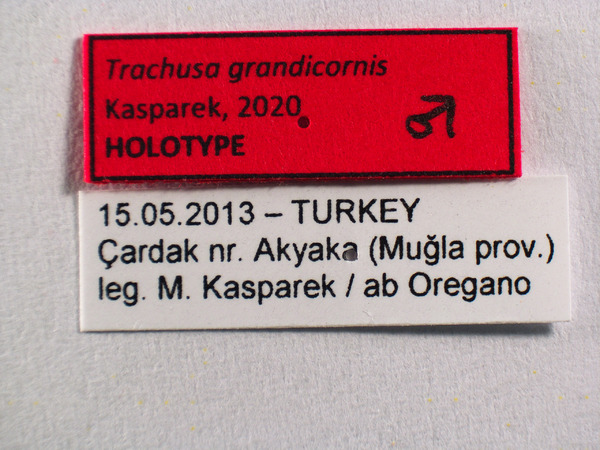 Trachusa grandicornis
Kasparek, 2020
HOLOTYPE ♂
15.05.2013 – TURKEY
Çardak nr. Akyaka (Muğla prov.)
leg. M. Kasparek / ab Oregano